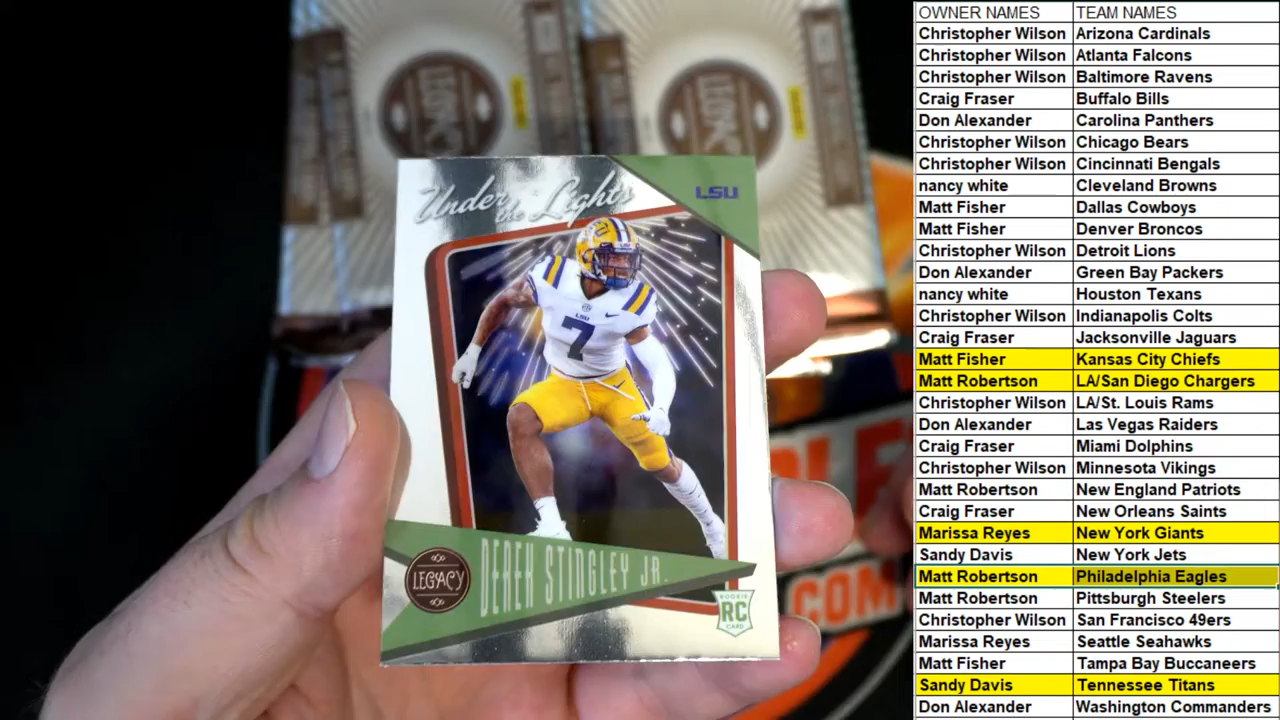 OWNER NAMES TEAM NAMES
Christopher Wilson Arizona Cardinals
Christopher Wilson Atlanta Falcons
Christopher Wilson Baltimore Ravens
Craig Fraser Buffalo Bills
Don Alexander Carolina Panthers
Christopher Wilson Chicago Bears
Christopher Wilson Cincinnati Bengals
nancy white Cleveland Browns
Matt Fisher Dallas Cowboys
Matt Fisher Denver Broncos
Christopher Wilson Detroit Lions
Don Alexander Green Bay Packers
nancy white Houston Texans
Christopher Wilson Indianapolis Colts
Craig Fraser Jacksonville Jaguars
Matt Fisher Kansas City Chiefs
Matt Robertson LA/San Diego Chargers
Christopher Wilson LA/St. Louis Rams
Don Alexander Las Vegas Raiders
Craig Fraser Miami Dolphins
Christopher Wilson Minnesota Vikings
Matt Robertson New England Patriots
Craig Fraser New Orleans Saints
Marissa Reyes New York Giants
Sandy Davis New York Jets
Matt Robertson Philadelphia Eagles
Matt Robertson Pittsburgh Steelers
Christopher Wilson San Francisco 49ers
Marissa Reyes Seattle Seahawks
Matt Fisher Tampa Bay Buccaneers
Sandy Davis Tennessee Titans
Don Alexander Washington Commanders
Under
the Lights
LSU
LSU
7
LEGACY
DEREK STINGLEY JR.
ROOKIE
RC
CARD
.COM